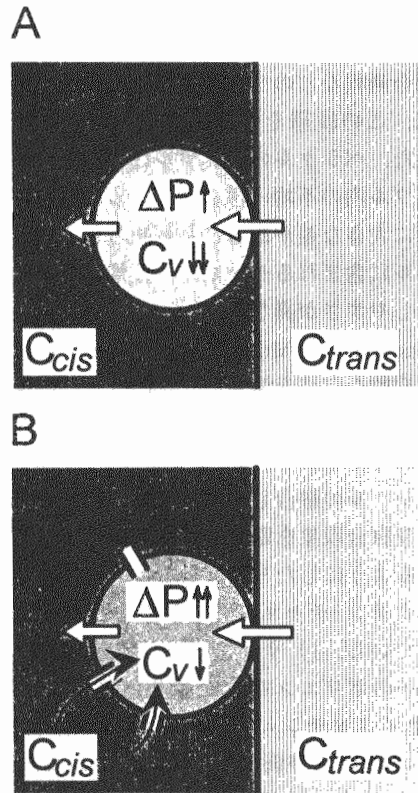 A
ΔP↑
Cv↓↓
Ccis
Ctrans
B
ΔP↑↑
Cv↓
Ccis
Ctrans